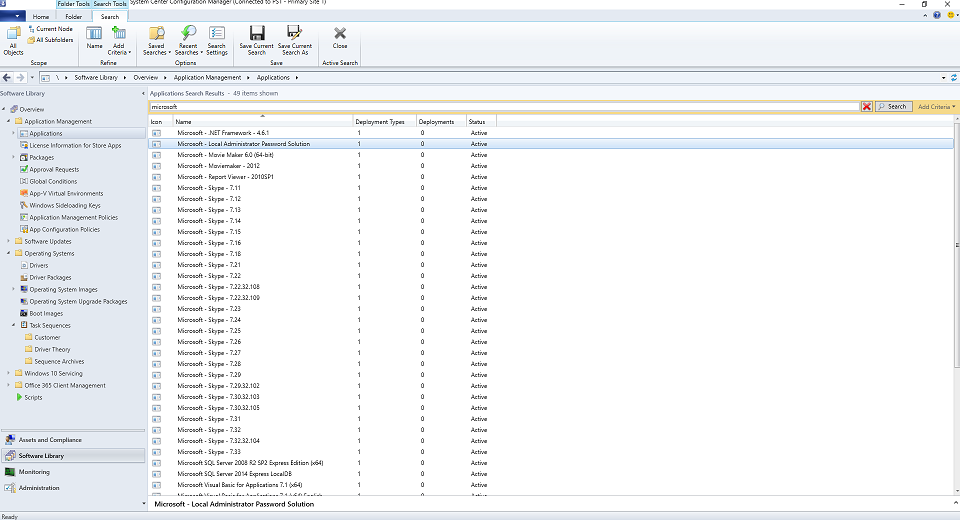 Folder Tools Search Tools System Center Configuration Manager (Connected to PST - Primary Site 1)
Home Folder Search
All Objects
Current Node
All Subfolders
Scope
Name
Add Criteria
Refine
Saved Searches
Recent Searches
Search Settings
Options
Save Current Search
Save Current Search As
Save
Close
Active Search
\ Software Library Overview Application Management Applications
Software Library
Overview
Application Management
Applications
License Information for Store Apps
Packages
Approval Requests
Global Conditions
App-V Virtual Environments
Windows Sideloading Keys
Application Management Policies
App Configuration Policies
Software Updates
Operating Systems
Drivers
Driver Packages
Operating System Images
Operating System Upgrade Packages
Boot Images
Task Sequences
Customer
Driver Theory
Sequence Archives
Windows 10 Servicing
Office 365 Client Management
Scripts
Assets and Compliance
Software Library
Monitoring
Administration
Applications Search Results - 49 items shown
microsoft Search Add Criteria
Icon Name Deployment Types Deployments Status
Microsoft - .NET Framework - 4.6.1 1 0 Active
Microsoft - Local Administrator Password Solution 1 0 Active
Microsoft - Movie Maker 6.0 (64-bit) 1 0 Active
Microsoft - Moviemaker - 2012 1 0 Active
Microsoft - Report Viewer - 2010SP1 1 0 Active
Microsoft - Skype - 7.11 1 0 Active
Microsoft - Skype - 7.12 1 0 Active
Microsoft - Skype - 7.13 1 0 Active
Microsoft - Skype - 7.14 1 0 Active
Microsoft - Skype - 7.15 1 0 Active
Microsoft - Skype - 7.16 1 0 Active
Microsoft - Skype - 7.18 1 0 Active
Microsoft - Skype - 7.21 1 0 Active
Microsoft - Skype - 7.22 1 0 Active
Microsoft - Skype - 7.22.32.108 1 0 Active
Microsoft - Skype - 7.22.32.109 1 0 Active
Microsoft - Skype - 7.23 1 0 Active
Microsoft - Skype - 7.24 1 0 Active
Microsoft - Skype - 7.25 1 0 Active
Microsoft - Skype - 7.26 1 0 Active
Microsoft - Skype - 7.27 1 0 Active
Microsoft - Skype - 7.28 1 0 Active
Microsoft - Skype - 7.29 1 0 Active
Microsoft - Skype - 7.29.32.102 1 0 Active
Microsoft - Skype - 7.30.32.103 1 0 Active
Microsoft - Skype - 7.30.32.105 1 0 Active
Microsoft - Skype - 7.31 1 0 Active
Microsoft - Skype - 7.32 1 0 Active
Microsoft - Skype - 7.32.32.104 1 0 Active
Microsoft - Skype - 7.33 1 0 Active
Microsoft SQL Server 2008 R2 SP2 Express Edition (x64) 1 0 Active
Microsoft SQL Server 2014 Express LocalDB 1 0 Active
Microsoft Visual Basic for Applications 7.1 (x64) 1 0 Active
Microsoft - Local Administrator Password Solution
Ready